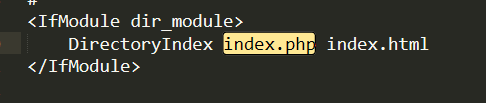 #
<IfModule dir_module>
    DirectoryIndex index.php index.html
</IfModule>